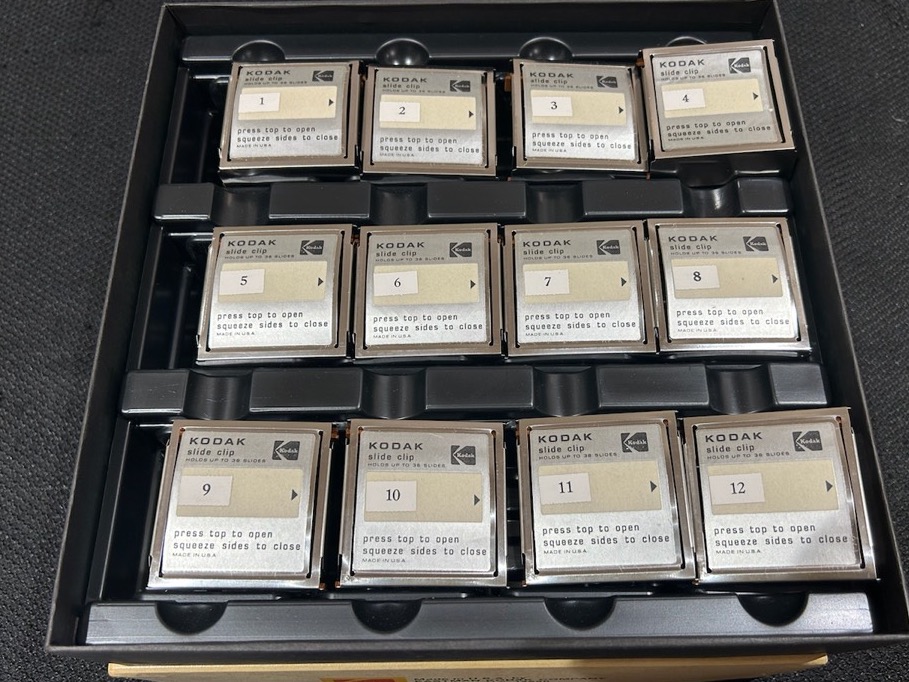 KODAK
slide clip
HOLDS UP TO 36 SLIDES
Kodak
1
press top to open
squeeze sides to close
MADE IN U.S.A.
KODAK
slide clip
HOLDS UP TO 36 SLIDES
Kodak
2
press top to open
squeeze sides to close
MADE IN U.S.A.
KODAK
slide clip
HOLDS UP TO 36 SLIDES
Kodak
3
press top to open
squeeze sides to close
MADE IN U.S.A.
KODAK
slide clip
HOLDS UP TO 36 SLIDES
Kodak
4
press top to open
squeeze sides to close
MADE IN U.S.A.
KODAK
slide clip
HOLDS UP TO 36 SLIDES
Kodak
5
press top to open
squeeze sides to close
MADE IN U.S.A.
KODAK
slide clip
HOLDS UP TO 36 SLIDES
Kodak
6
press top to open
squeeze sides to close
MADE IN U.S.A.
KODAK
slide clip
HOLDS UP TO 36 SLIDES
Kodak
7
press top to open
squeeze sides to close
MADE IN U.S.A.
KODAK
slide clip
HOLDS UP TO 36 SLIDES
Kodak
8
press top to open
squeeze sides to close
MADE IN U.S.A.
KODAK
slide clip
HOLDS UP TO 36 SLIDES
Kodak
9
press top to open
squeeze sides to close
MADE IN U.S.A.
KODAK
slide clip
HOLDS UP TO 36 SLIDES
Kodak
10
press top to open
squeeze sides to close
MADE IN U.S.A.
KODAK
slide clip
HOLDS UP TO 36 SLIDES
Kodak
11
press top to open
squeeze sides to close
MADE IN U.S.A.
KODAK
slide clip
HOLDS UP TO 36 SLIDES
Kodak
12
press top to open
squeeze sides to close
MADE IN U.S.A.